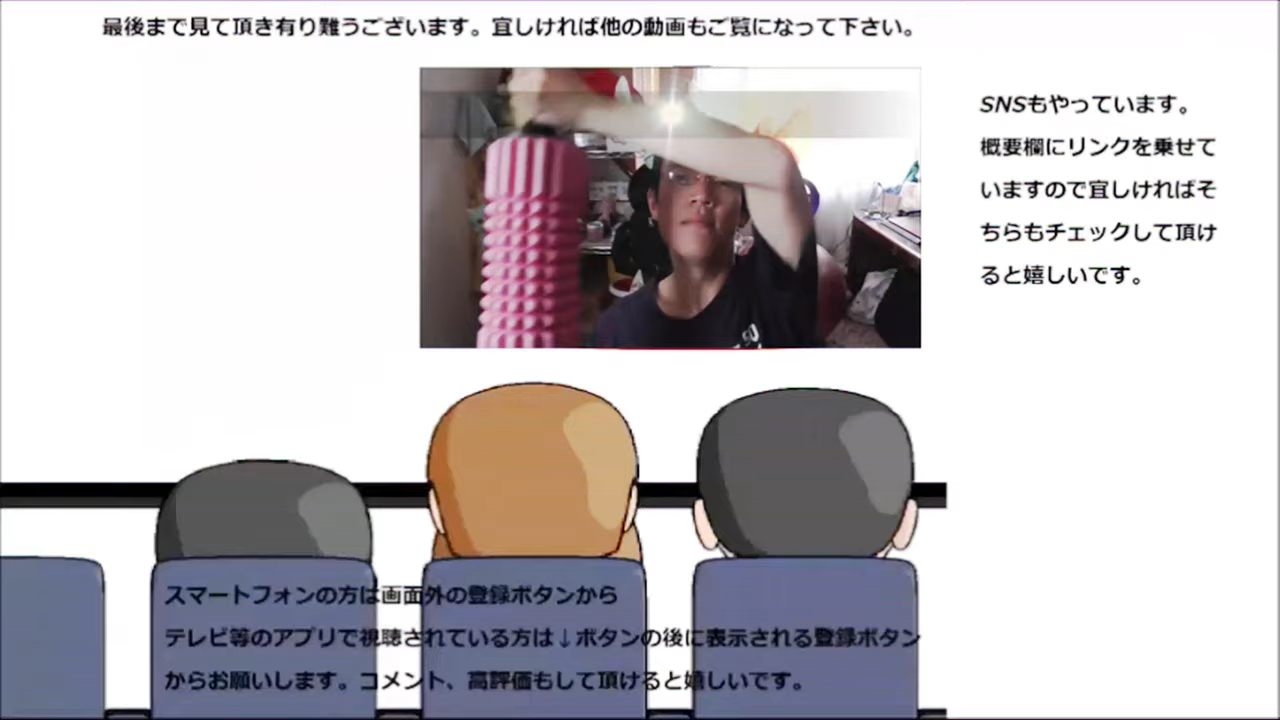 最後まで見て頂き有り難うございます。宜しければ他の動画もご覧になって下さい。
SNSもやっています。
概要欄にリンクを乗せて
いますので宜しければそ
ちらもチェックして頂け
ると嬉しいです。
スマートフォンの方は画面外の登録ボタンから
テレビ等のアプリで視聴されている方は↓ボタンの後に表示される登録ボタン
からお願いします。コメント、高評価もして頂けると嬉しいです。